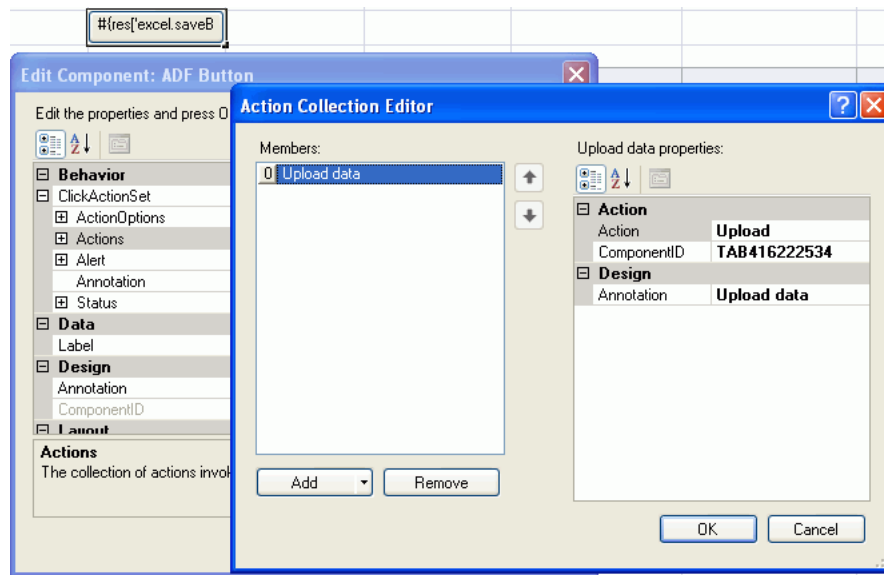 #{res['excel.saveB
Edit Component: ADF Button
Edit the properties and press O
Behavior
ClickActionSet
ActionOptions
Actions
Alert
Annotation
Status
Data
Label
Design
Annotation
ComponentID
Layout
Actions
The collection of actions invok
Action Collection Editor
Members:
0 Upload data
Add
Remove
Upload data properties:
Action
Action Upload
ComponentID TAB416222534
Design
Annotation Upload data
OK
Cancel